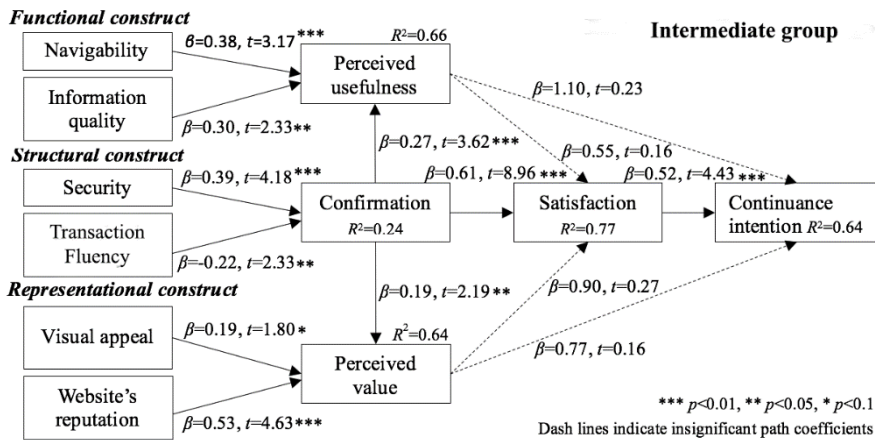 Functional construct
Intermediate group
Navigability
β=0.38, t=3.17***
R²=0.66
Perceived
usefulness
Information
quality
β=0.30, t=2.33**
β=1.10, t=0.23
β=0.27, t=3.62***
β=0.55, t=0.16
Structural construct
Security
β=0.39, t=4.18***
β=0.61, t=8.96***
β=0.52, t=4.43***
Confirmation
R²=0.24
Satisfaction
R²=0.77
Continuance
intention R²=0.64
Transaction
Fluency
β=-0.22, t=2.33**
Representational construct
β=0.19, t=2.19**
β=0.90, t=0.27
Visual appeal
β=0.19, t=1.80*
R²=0.64
Perceived
value
β=0.77, t=0.16
Website's
reputation
β=0.53, t=4.63***
*** p<0.01, ** p<0.05, * p<0.1
Dash lines indicate insignificant path coefficients